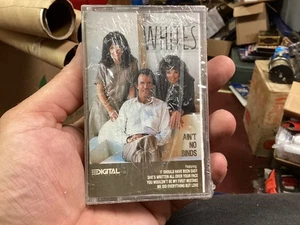 WHITES
AIN'T
NO
BINDS
Featuring
IT SHOULD HAVE BEEN EASY
SHE'S WRITTEN ALL OVER YOUR FACE
YOU WOULDN'T BE MY FIRST MISTAKE
WE DID EVERYTHING BUT LOVE
DIGITAL